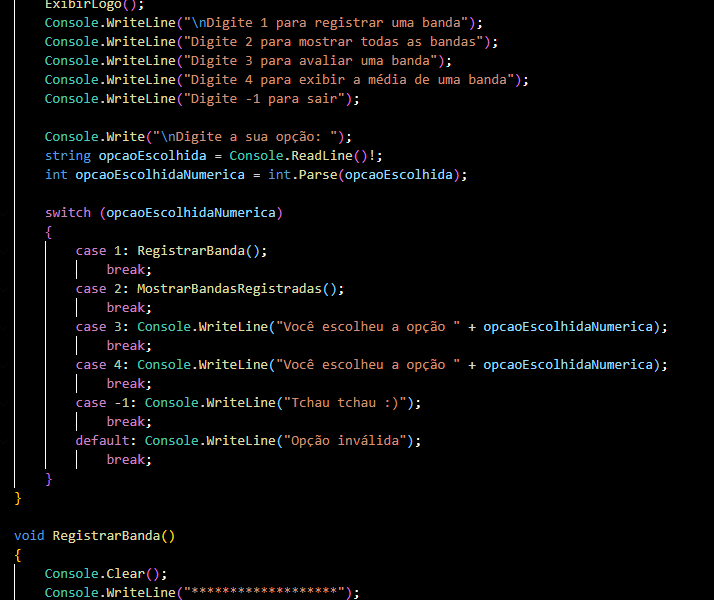 ExibirLogo();
Console.WriteLine("\nDigite 1 para registrar uma banda");
Console.WriteLine("Digite 2 para mostrar todas as bandas");
Console.WriteLine("Digite 3 para avaliar uma banda");
Console.WriteLine("Digite 4 para exibir a média de uma banda");
Console.WriteLine("Digite -1 para sair");

Console.Write("\nDigite a sua opção: ");
string opcaoEscolhida = Console.ReadLine()!;
int opcaoEscolhidaNumerica = int.Parse(opcaoEscolhida);

switch (opcaoEscolhidaNumerica)
{
case 1: RegistrarBanda();
break;
case 2: MostrarBandasRegistradas();
break;
case 3: Console.WriteLine("Você escolheu a opção " + opcaoEscolhidaNumerica);
break;
case 4: Console.WriteLine("Você escolheu a opção " + opcaoEscolhidaNumerica);
break;
case -1: Console.WriteLine("Tchau tchau :)");
break;
default: Console.WriteLine("Opção inválida");
break;
}
}

void RegistrarBanda()
{
Console.Clear();
Console.WriteLine("*******************");